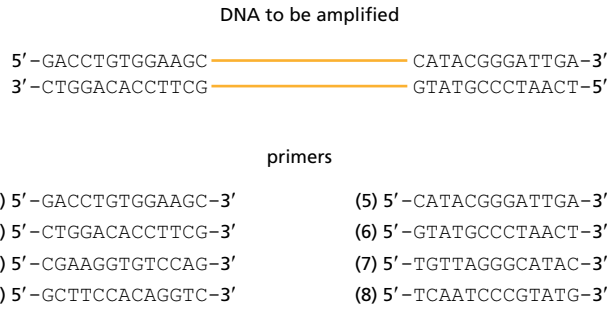 DNA to be amplified
5′–GACCTGTGGAAGC CATACGGGATTGA–3′
3′–CTGGACACCTTCG GTATGCCCTAACT–5′
primers
) 5′–GACCTGTGGAAGC–3′ (5) 5′–CATACGGGATTGA–3′
) 5′–CTGGACACCTTCG–3′ (6) 5′–GTATGCCCTAACT–3′
) 5′–CGAAGGTGTCCAG–3′ (7) 5′–TGTTAGGGCATAC–3′
) 5′–GCTTCCACAGGTC–3′ (8) 5′–TCAATCCCGTATG–3′